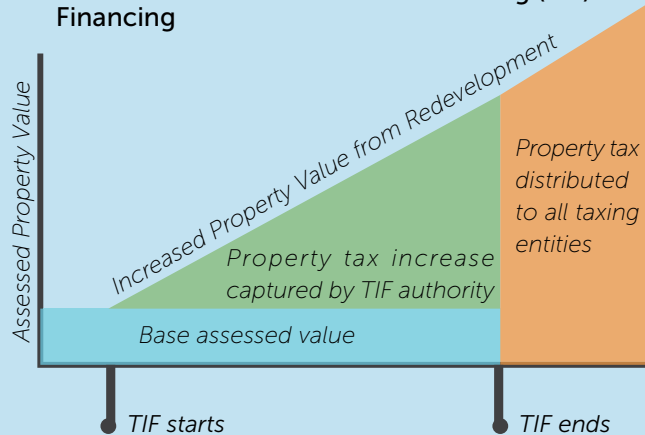 Financing
Assessed Property Value
Increased Property Value from Redevelopment
Property tax increase
captured by TIF authority
Property tax
distributed
to all taxing
entities
Base assessed value
TIF starts
TIF ends